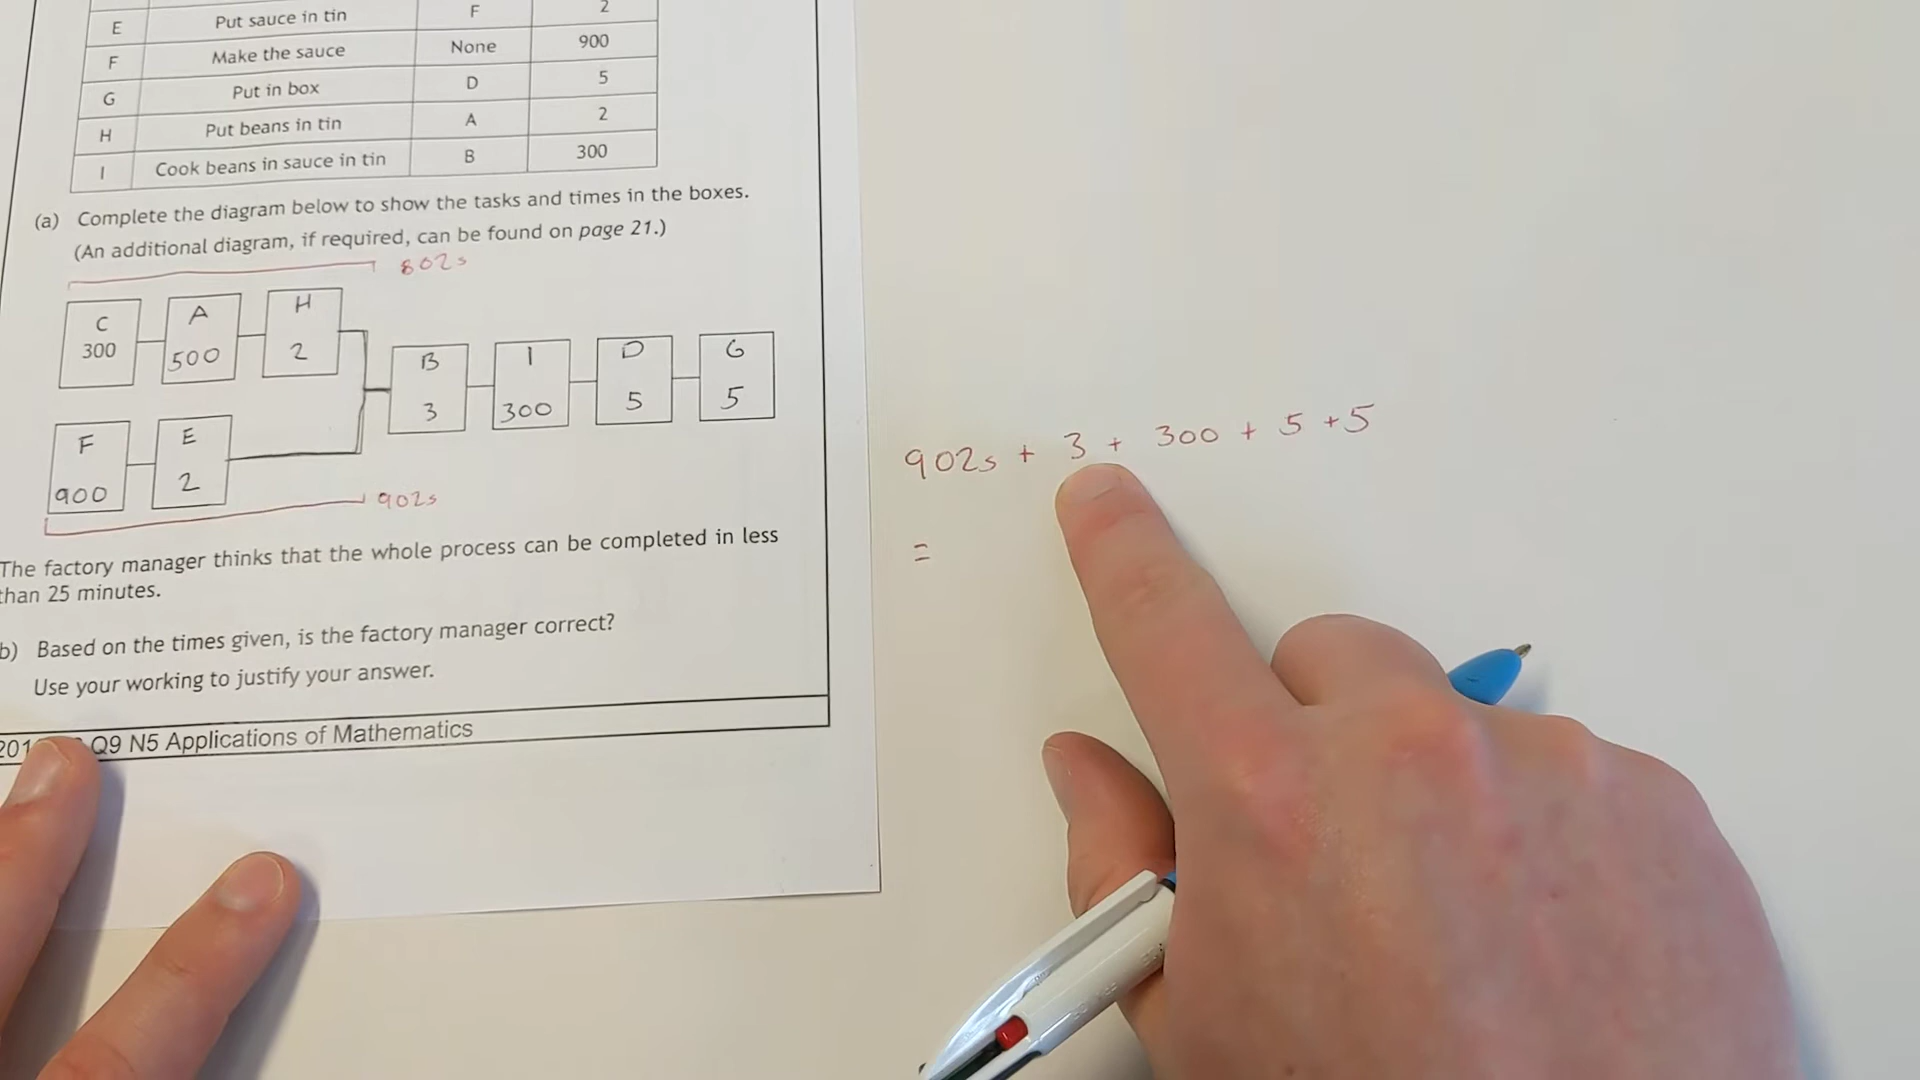 E Put sauce in tin F 2
F Make the sauce None 900
G Put in box D 5
H Put beans in tin A 2
I Cook beans in sauce in tin B 300
(a) Complete the diagram below to show the tasks and times in the boxes.
(An additional diagram, if required, can be found on page 21.)
802s
C A H
300 500 2
B I D G
3 300 5 5
F E
900 2
902s
902s + 3 + 300 + 5 + 5
=
The factory manager thinks that the whole process can be completed in less
than 25 minutes.
b) Based on the times given, is the factory manager correct?
Use your working to justify your answer.
Q9 N5 Applications of Mathematics